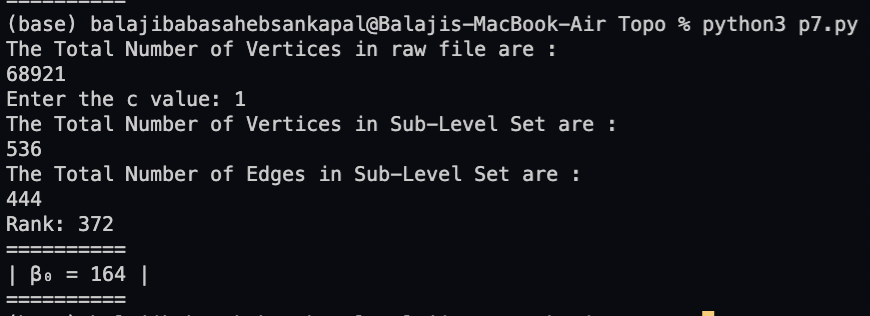 ==========
(base) balajibabasahebsankapal@Balajis-MacBook-Air Topo % python3 p7.py
The Total Number of Vertices in raw file are :
68921
Enter the c value: 1
The Total Number of Vertices in Sub-Level Set are :
536
The Total Number of Edges in Sub-Level Set are :
444
Rank: 372
==========
| β₀ = 164 |
==========